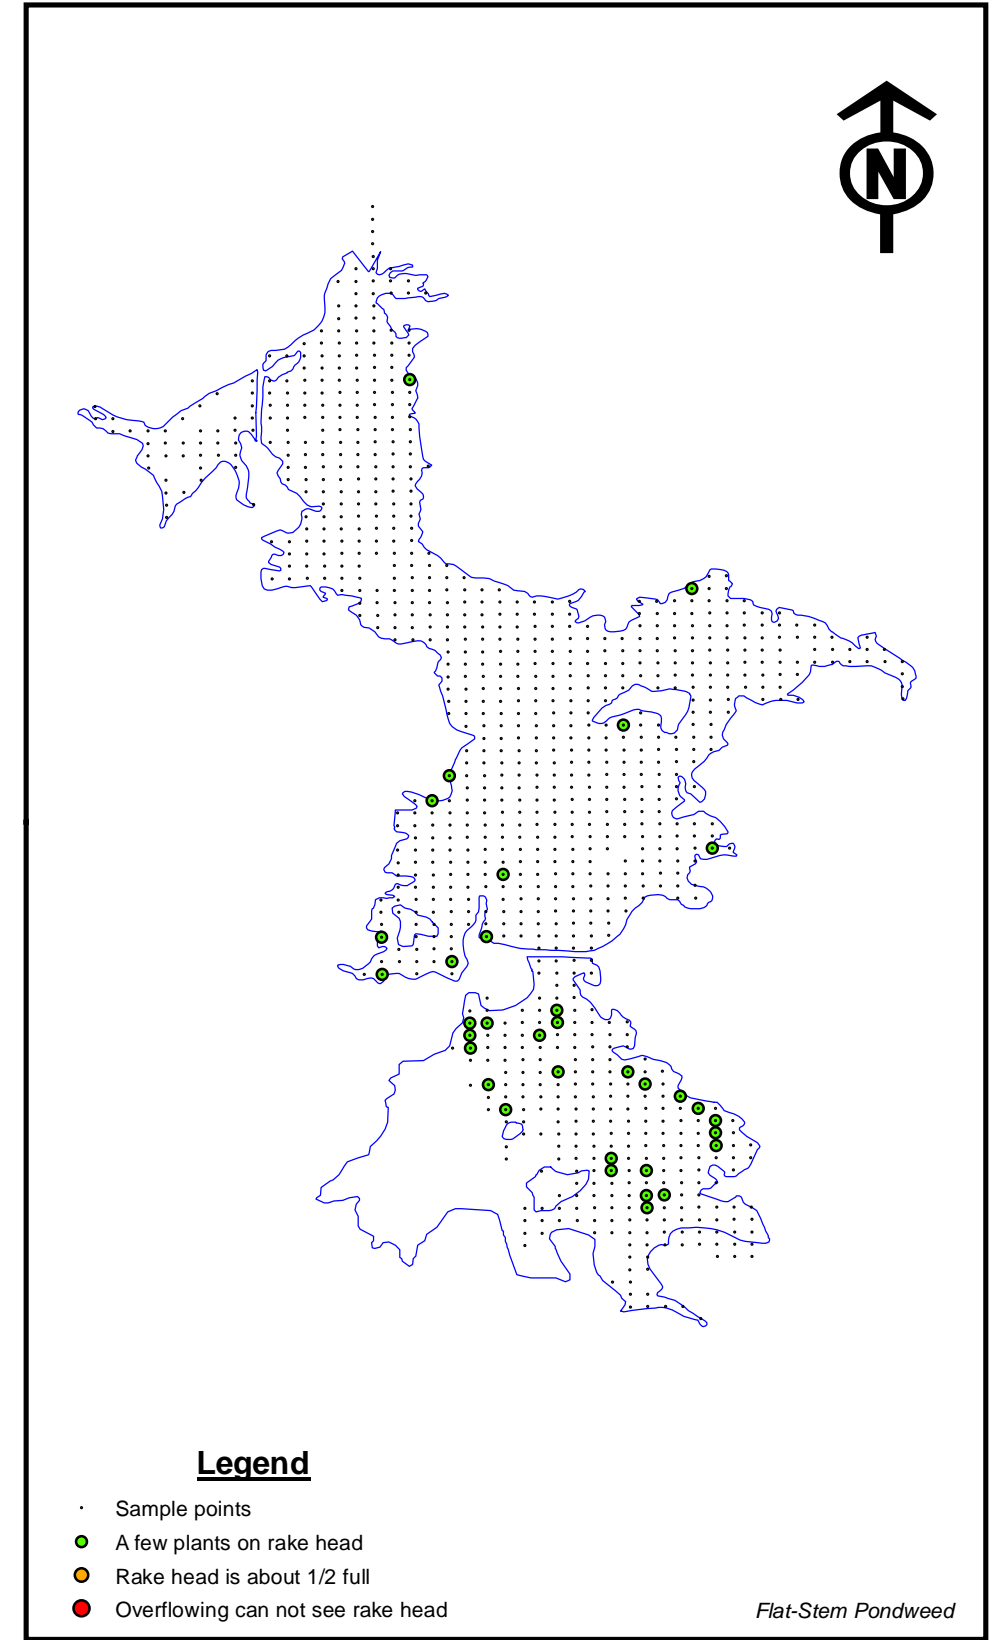 N
Legend
Sample points
A few plants on rake head
Rake head is about 1/2 full
Overflowing can not see rake head
Flat-Stem Pondweed